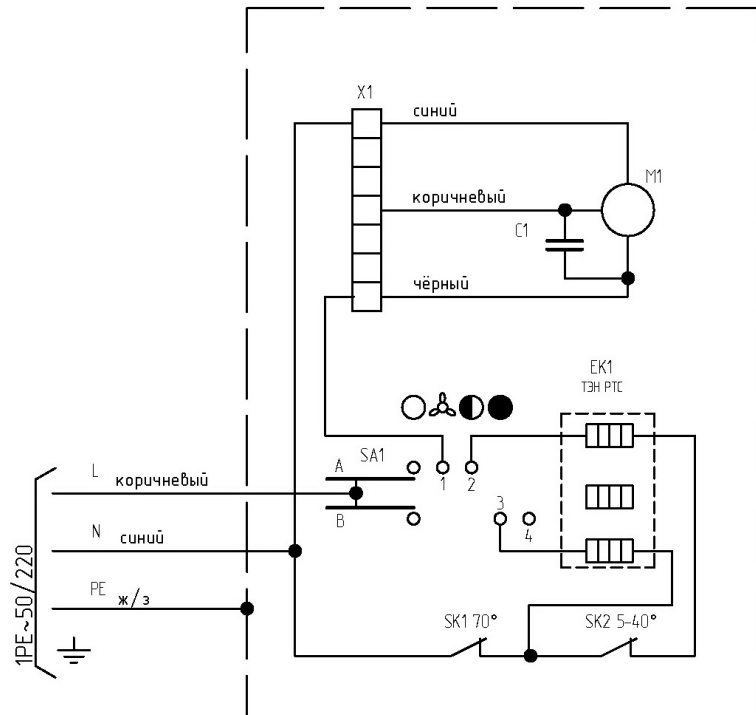 X1
синий
M1
коричневый
C1
чёрный
EK1
ТЭН РТС
A
SA1
1
2
L
коричневый
B
3
4
N
синий
PE
ж/з
SK1 70°
SK2 5-40°
1PE~50/220